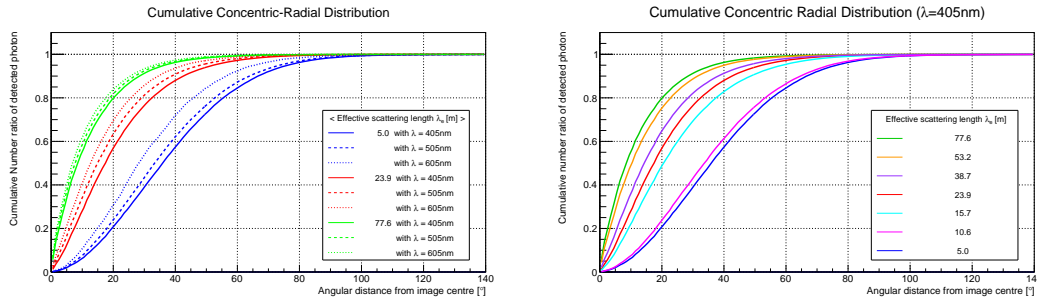 Cumulative Concentric-Radial Distribution
Cumulative Number ratio of detected photon
1
0.8
0.6
0.4
0.2
0
0 20 40 60 80 100 120 140
Angular distance from image centre [°]
< Effective scattering length λₑ [m] >
5.0 with λ = 405nm
with λ = 505nm
with λ = 605nm
23.9 with λ = 405nm
with λ = 505nm
with λ = 605nm
77.6 with λ = 405nm
with λ = 505nm
with λ = 605nm
Cumulative Concentric Radial Distribution (λ=405nm)
Cumulative Number ratio of detected photon
1
0.8
0.6
0.4
0.2
0
0 20 40 60 80 100 120 140
Angular distance from image centre [°]
Effective scattering length λₑ [m]
77.6
53.2
38.7
23.9
15.7
10.6
5.0